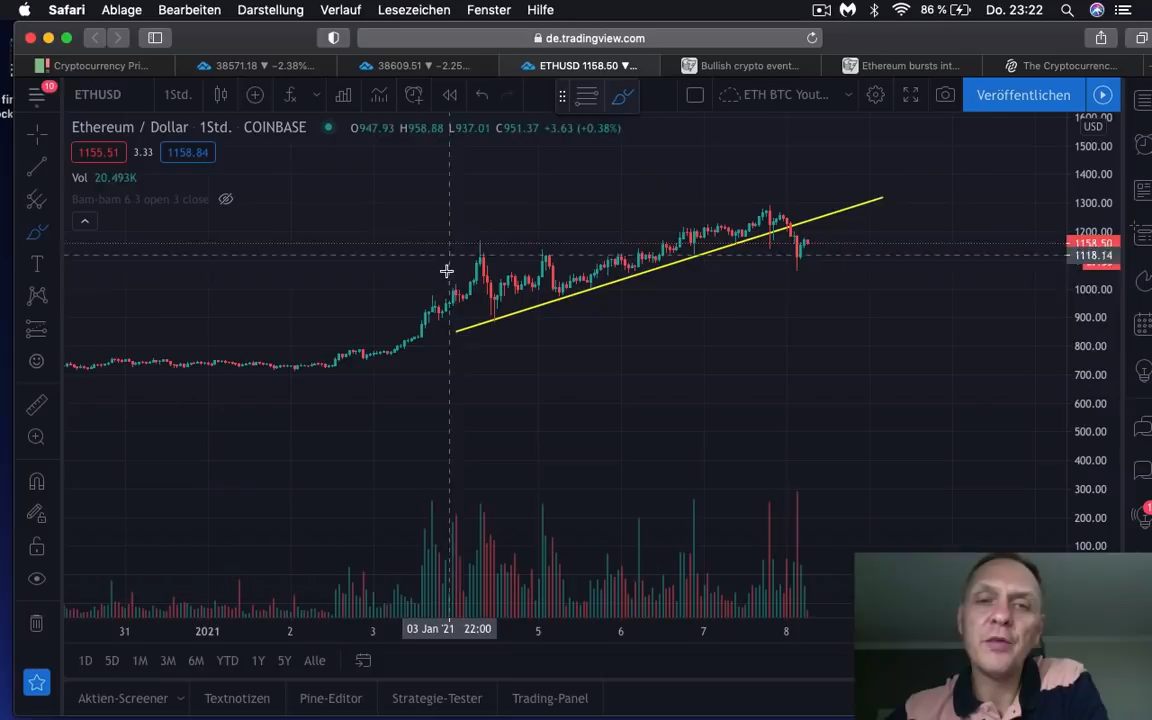 Safari Ablage Bearbeiten Darstellung Verlauf Lesezeichen Fenster Hilfe 86 % Do. 23:22
de.tradingview.com
Cryptocurrency Pri... 38571.18 ▼ −2.38%... 38609.51 ▼ −2.25... ETHUSD 1158.50 ▼... Bullish crypto event... Ethereum bursts int... The Cryptocurrenc...
10
ETHUSD 1Std. ETH BTC Yout... Veröffentlichen
Ethereum / Dollar · 1Std. · COINBASE O947.93 H958.88 L937.01 C951.37 +3.63 (+0.38%)
USD
1155.51 3.33 1158.84
Vol 20.493K
Bam-bam 6 3 open 3 close
1600.00
1500.00
1400.00
1300.00
1200.00
1158.50
1118.14
1000.00
900.00
800.00
700.00
600.00
500.00
400.00
300.00
200.00
100.00
31 2021 2 3 03 Jan '21 22:00 5 6 7 8
1D 5D 1M 3M 6M YTD 1Y 5Y Alle
Aktien-Screener Textnotizen Pine-Editor Strategie-Tester Trading-Panel